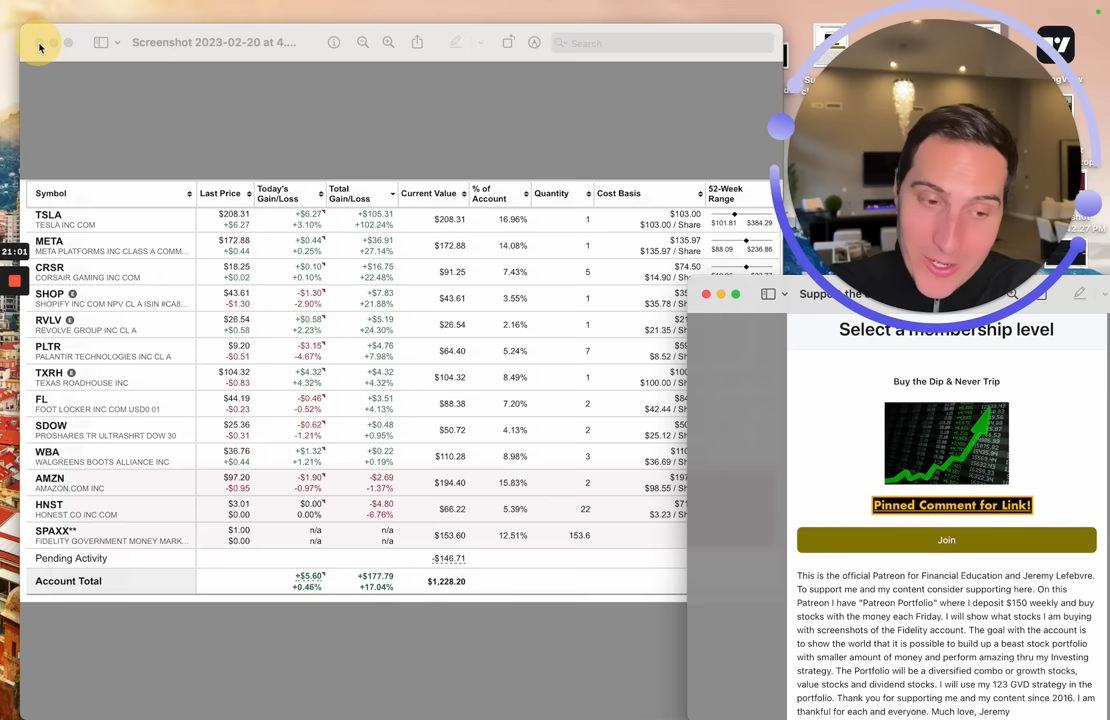 Screenshot 2023-02-20 at 4....
Search
21:01
Symbol
Last Price
Today's Gain/Loss
Total Gain/Loss
Current Value
% of Account
Quantity
Cost Basis
52-Week Range
TSLA $208.31 +$6.27 +$105.31 $208.31 16.96% 1 $103.00
TESLA INC COM +$6.27 +3.10% +102.24% $103.00 / Share $101.81 $384.29
META $172.88 +$0.44 +$36.91 $172.88 14.08% 1 $135.97
META PLATFORMS INC CLASS A COMM... +$0.44 +0.25% +27.14% $135.97 / Share $88.09 $236.86
CRSR $18.25 +$0.10 +$16.75 $91.25 7.43% 5 $74.50
CORSAIR GAMING INC COM +$0.02 +0.10% +22.48% $14.90 / Share
SHOP E $43.61 -$1.30 +$7.83 $43.61 3.55% 1
SHOPIFY INC COM NPV CL A ISIN #CA8... -$1.30 -2.90% +21.88% $35.78 / Sh
RVLV E $26.54 +$0.58 +$5.19 $26.54 2.16% 1
REVOLVE GROUP INC CL A +$0.58 +2.23% +24.30% $21.35 / Sh
PLTR $9.20 -$3.15 +$4.76 $64.40 5.24% 7
PALANTIR TECHNOLOGIES INC CL A -$0.51 -4.67% +7.98% $8.52 / Sh
TXRH E $104.32 +$4.32 +$4.32 $104.32 8.49% 1
TEXAS ROADHOUSE INC -$0.83 +4.32% +4.32% $100.00 / Sh
FL $44.19 -$0.46 +$3.51 $88.38 7.20% 2
FOOT LOCKER INC COM USD0.01 -$0.23 -0.52% +4.13% $42.44 / Sh
SDOW $25.36 -$0.62 +$0.48 $50.72 4.13% 2
PROSHARES TR ULTRASHRT DOW 30 -$0.31 -1.21% +0.95% $25.12 / Sh
WBA $36.76 +$1.32 +$0.22 $110.28 8.98% 3
WALGREENS BOOTS ALLIANCE INC +$0.44 +1.21% +0.19% $36.69 / Sh
AMZN $97.20 -$1.90 -$2.69 $194.40 15.83% 2
AMAZON.COM INC -$0.95 -0.97% -1.37% $98.55 / Sh
HNST $3.01 $0.00 -$4.80 $66.22 5.39% 22
HONEST CO INC COM $0.00 0.00% -6.76% $3.23 / Sh
SPAXX** $1.00 n/a n/a $153.60 12.51% 153.6
FIDELITY GOVERNMENT MONEY MARK... $0.00 n/a n/a
Pending Activity -$146.71
Account Total +$5.60 +$177.79 $1,228.20
+0.46% +17.04%
Select a membership level
Buy the Dip & Never Trip
Pinned Comment for Link!
Join
This is the official Patreon for Financial Education and Jeremy Lefebvre.
To support me and my content consider supporting here. On this
Patreon I have "Patreon Portfolio" where I deposit $150 weekly and buy
stocks with the money each Friday. I will show what stocks I am buying
with screenshots of the Fidelity account. The goal with the account is
to show the world that it is possible to build up a beast stock portfolio
with smaller amount of money and perform amazing thru my Investing
strategy. The Portfolio will be a diversified combo or growth stocks,
value stocks and dividend stocks. I will use my 123 GVD strategy in the
portfolio. Thank you for supporting me and my content since 2016. I am
thankful for each and everyone. Much love, Jeremy